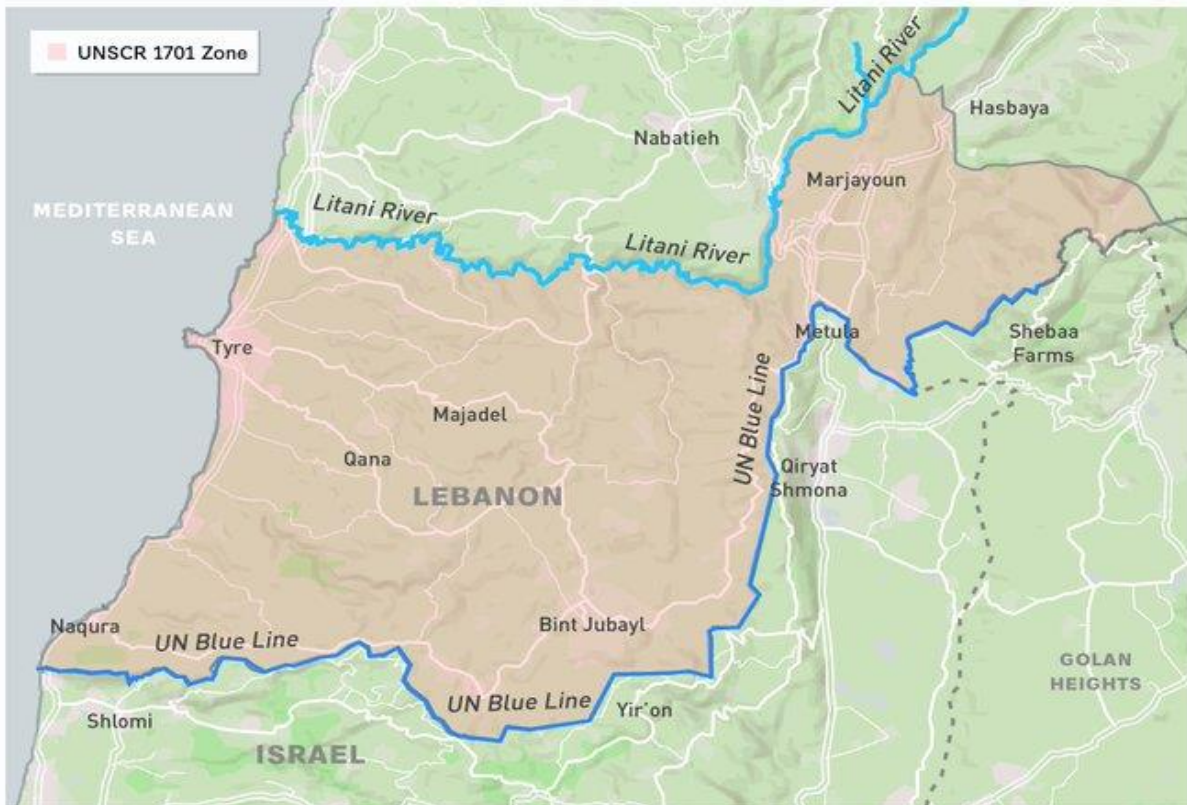 UNSCR 1701 Zone
Litani River
Hasbaya
Nabatieh
Marjayoun
MEDITERRANEAN
SEA
Litani River
Litani River
Metula
Shebaa
Farms
Tyre
UN Blue Line
Majadel
Qana
LEBANON
Qiryat
Shmona
Naqura
UN Blue Line
Bint Jubayl
GOLAN
HEIGHTS
UN Blue Line
Yir'on
Shlomi
ISRAEL